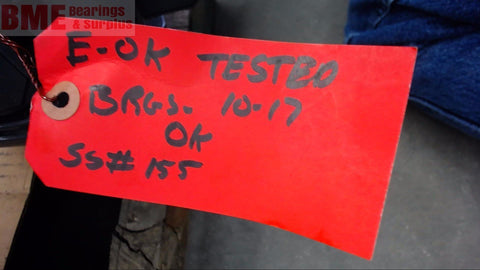 BME Bearings
& Surplus
E-OK TESTED
BRGS. 10-17
OK
SS# 155